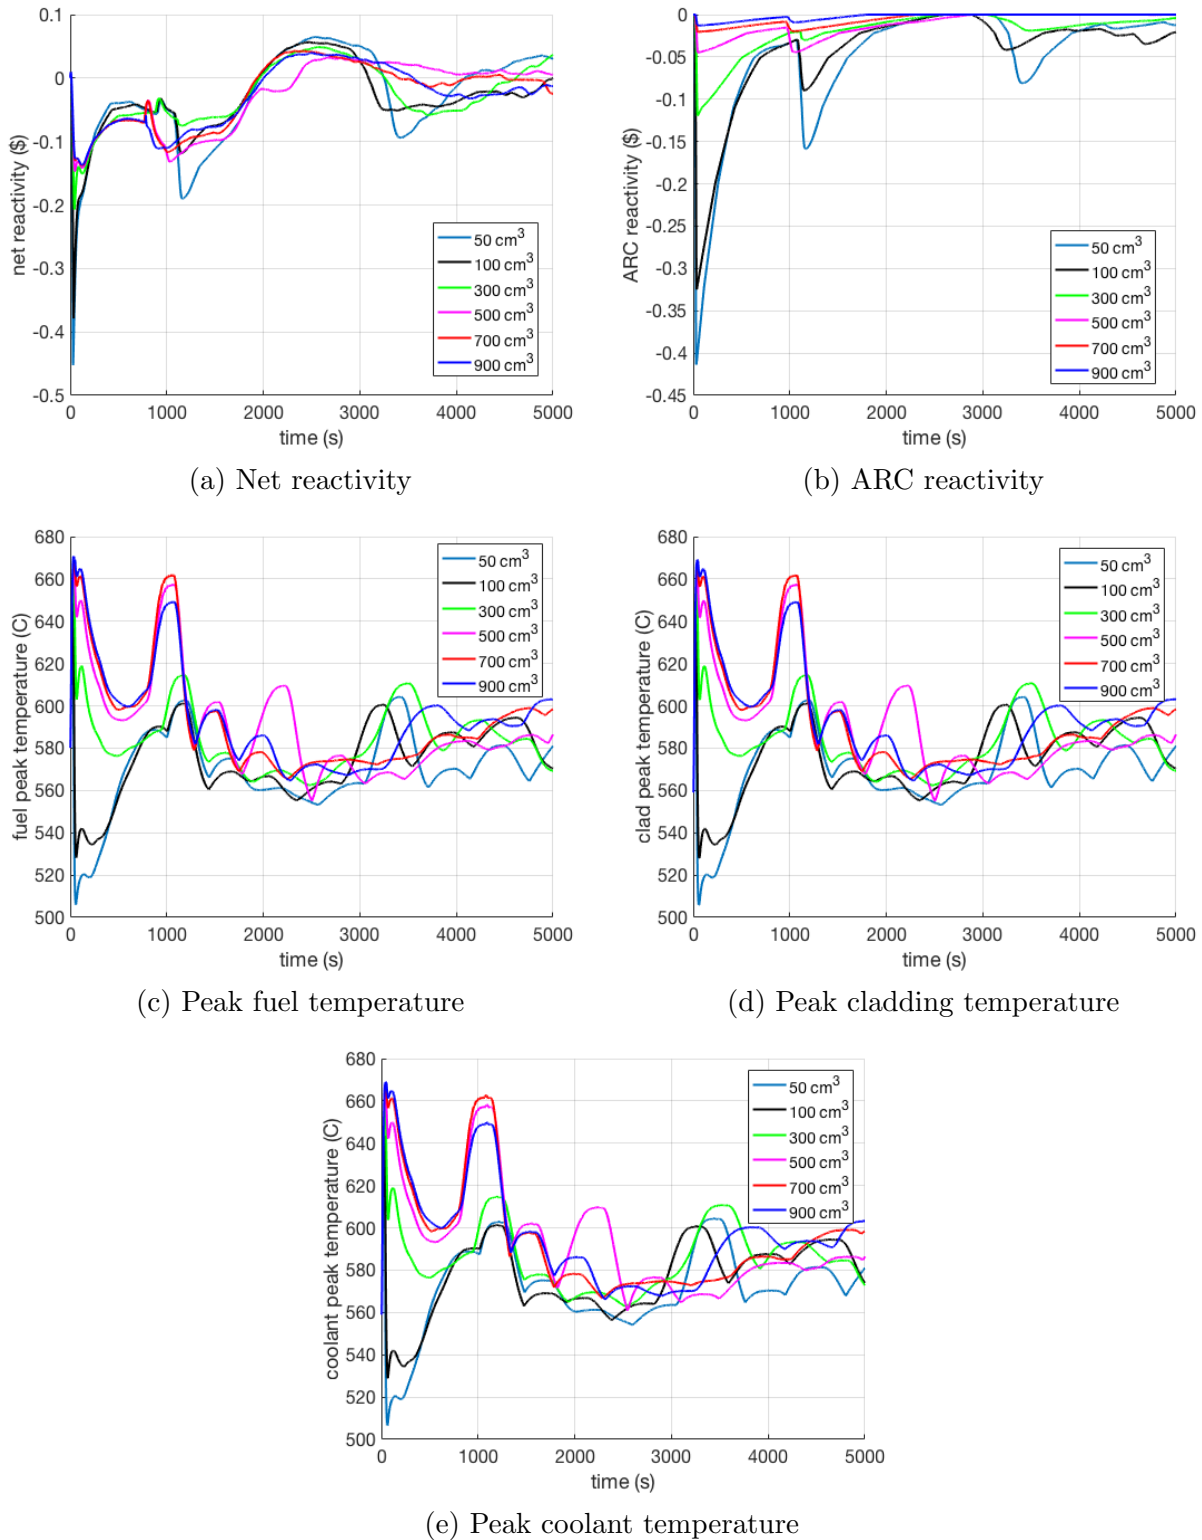 0.1
0
-0.1
-0.2
-0.3
-0.4
-0.5
net reactivity ($)
50 cm³
100 cm³
300 cm³
500 cm³
700 cm³
900 cm³
0 1000 2000 3000 4000 5000
time (s)
(a) Net reactivity
0
-0.05
-0.1
-0.15
-0.2
-0.25
-0.3
-0.35
-0.4
-0.45
ARC reactivity ($)
50 cm³
100 cm³
300 cm³
500 cm³
700 cm³
900 cm³
0 1000 2000 3000 4000 5000
time (s)
(b) ARC reactivity
680
660
640
620
600
580
560
540
520
500
fuel peak temperature (C)
50 cm³
100 cm³
300 cm³
500 cm³
700 cm³
900 cm³
0 1000 2000 3000 4000 5000
time (s)
(c) Peak fuel temperature
680
660
640
620
600
580
560
540
520
500
clad peak temperature (C)
50 cm³
100 cm³
300 cm³
500 cm³
700 cm³
900 cm³
0 1000 2000 3000 4000 5000
time (s)
(d) Peak cladding temperature
680
660
640
620
600
580
560
540
520
500
coolant peak temperature (C)
50 cm³
100 cm³
300 cm³
500 cm³
700 cm³
900 cm³
0 1000 2000 3000 4000 5000
time (s)
(e) Peak coolant temperature